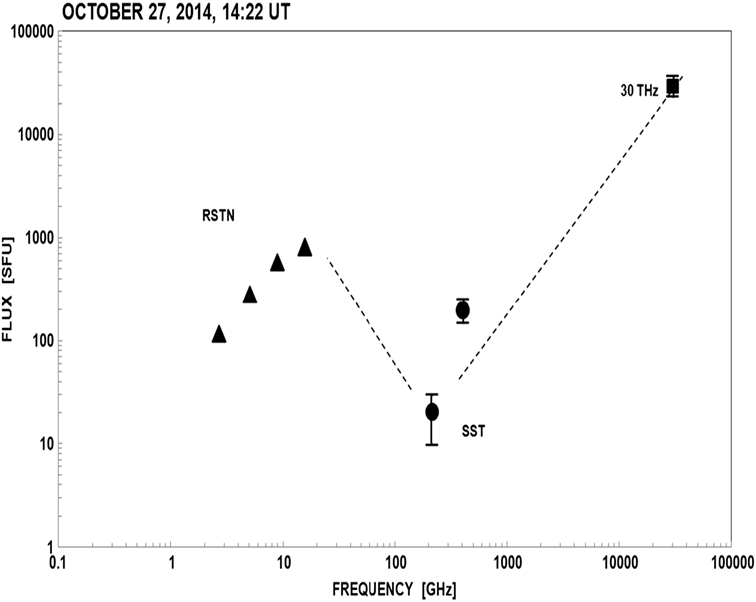 OCTOBER 27, 2014, 14:22 UT
100000
10000
1000
100
10
1
FLUX [SFU]
30 THz
RSTN
SST
0.1 1 10 100 1000 10000 100000
FREQUENCY [GHz]